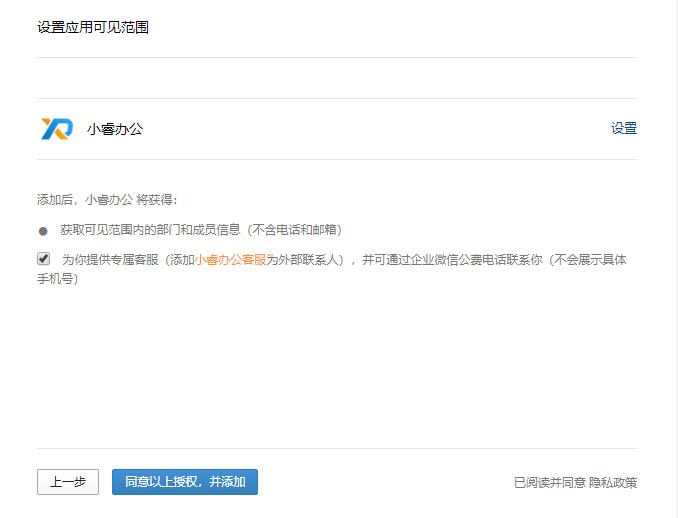 设置应用可见范围
小睿办公
设置
添加后，小睿办公 将获得：
获取可见范围内的部门和成员信息（不含电话和邮箱）
为你提供专属客服（添加小睿办公客服为外部联系人），并可通过企业微信公费电话联系你（不会展示具体
手机号）
上一步
同意以上授权，并添加
已阅读并同意 隐私政策